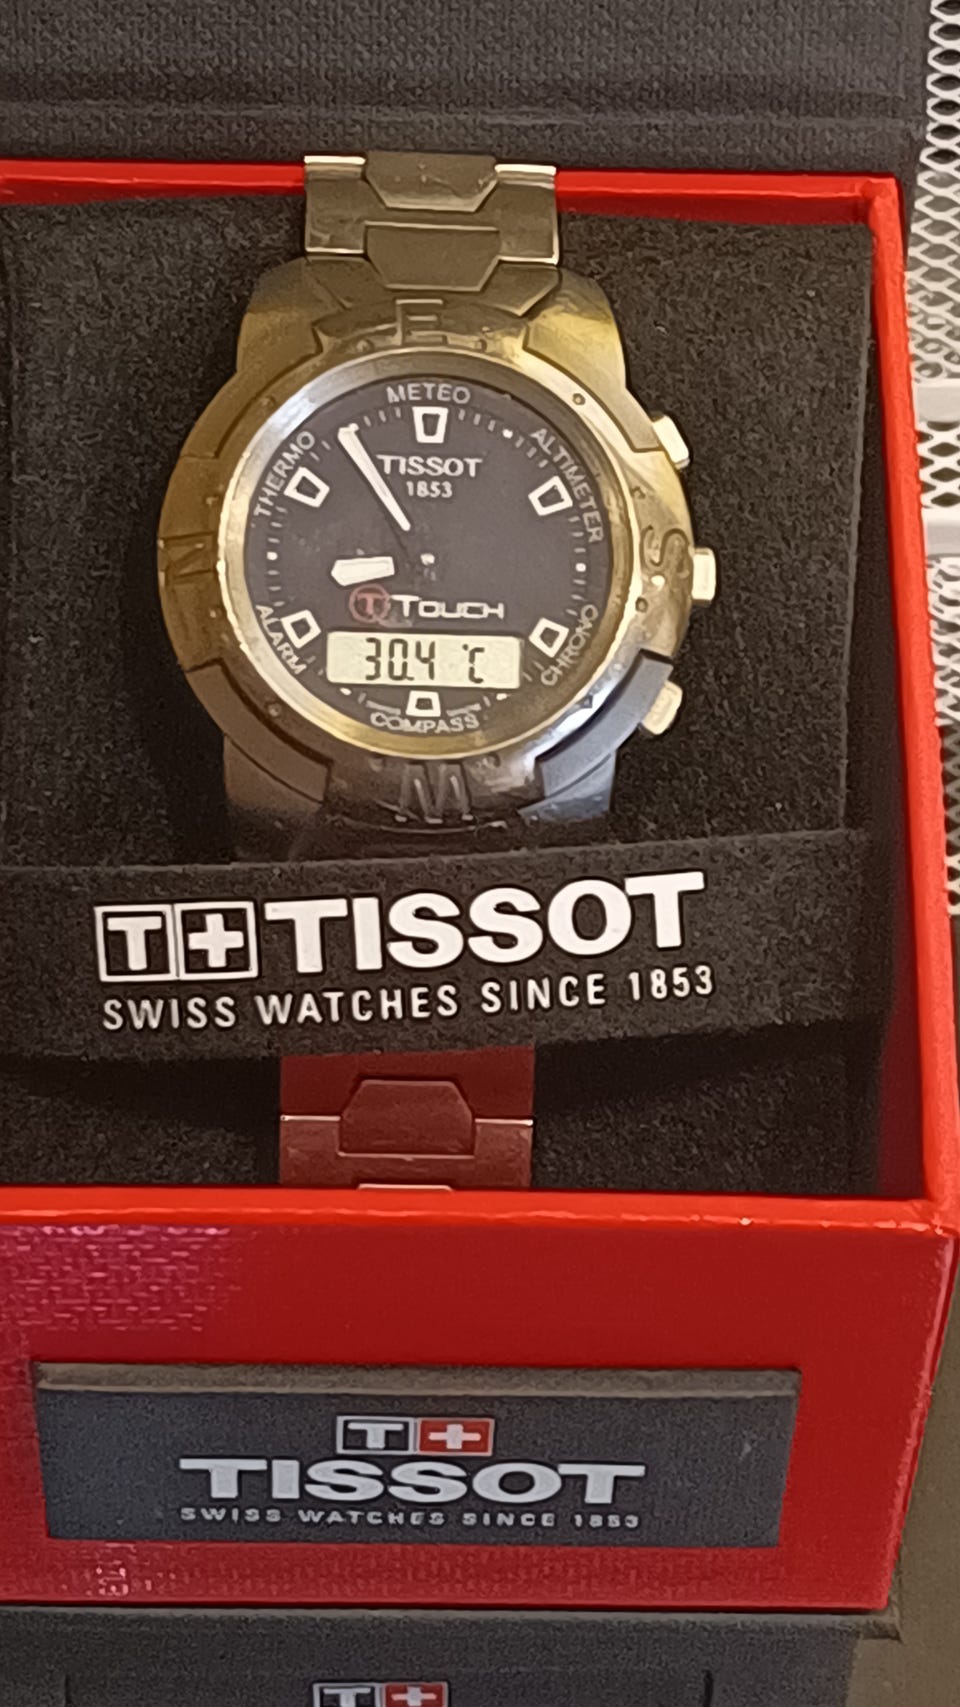 E
METEO
THERMO
ALTIMETER
TISSOT
1853
N
S
T TOUCH
ALARM
30.4 °C
CHRONO
COMPASS
W
T+ TISSOT
SWISS WATCHES SINCE 1853
T+
TISSOT
SWISS WATCHES SINCE 1853
T+